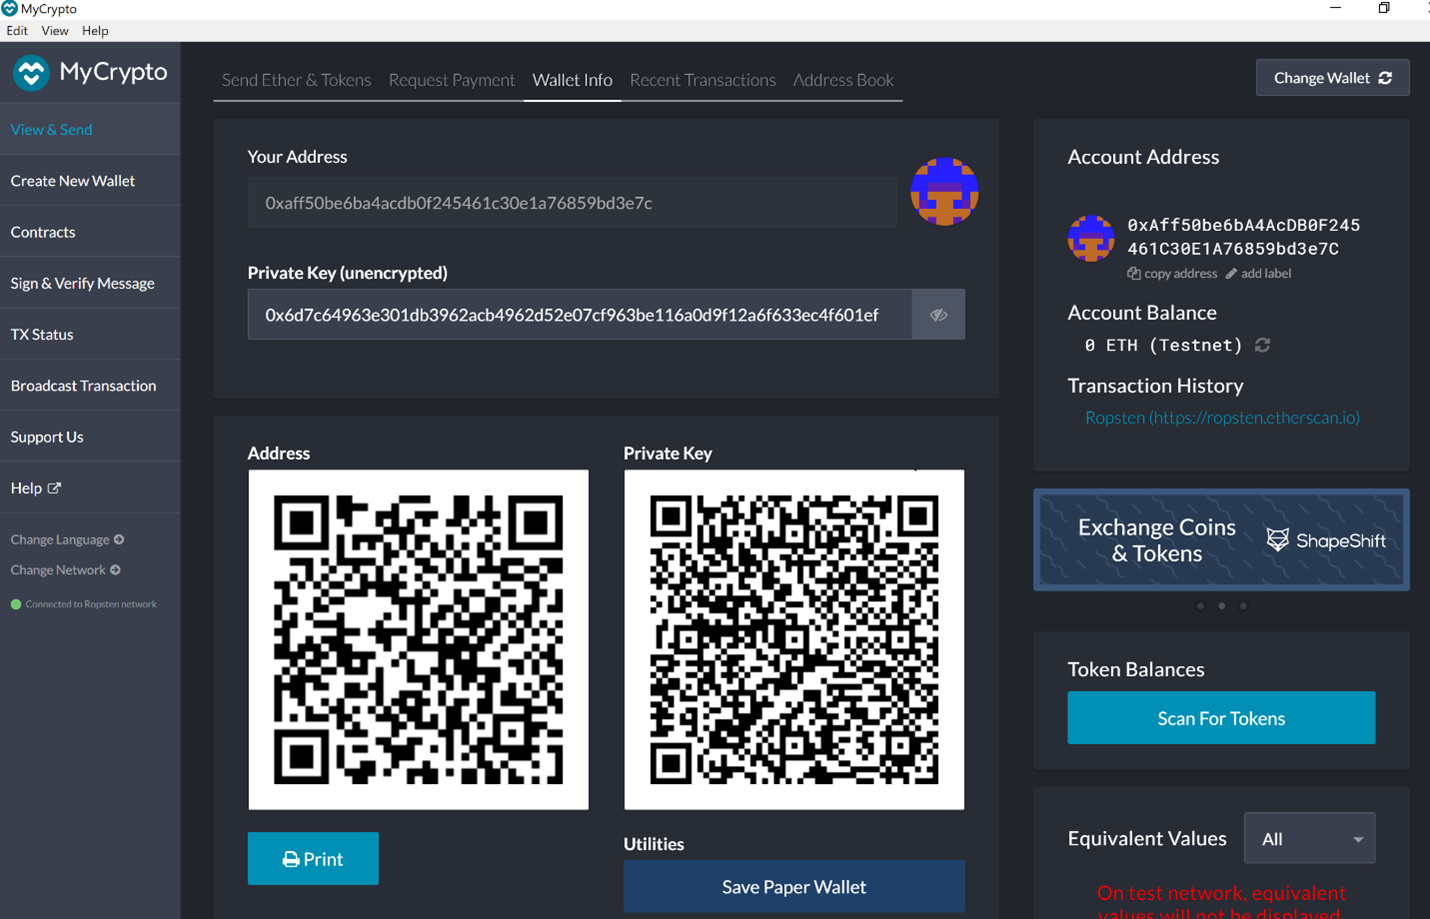 MyCrypto
Edit View Help
MyCrypto
View & Send
Create New Wallet
Contracts
Sign & Verify Message
TX Status
Broadcast Transaction
Support Us
Help
Change Language
Change Network
Connected to Ropsten network
Send Ether & Tokens Request Payment Wallet Info Recent Transactions Address Book
Change Wallet
Your Address
0xaff50be6ba4acdb0f245461c30e1a76859bd3e7c
Private Key (unencrypted)
0x6d7c64963e301db3962acb4962d52e07cf963be116a0d9f12a6f633ec4f601ef
Address
Private Key
Print
Utilities
Save Paper Wallet
Account Address
0xAff50be6bA4AcDB0F245
461C30E1A76859bd3e7C
copy address add label
Account Balance
0 ETH (Testnet)
Transaction History
Ropsten (https://ropsten.etherscan.io)
Exchange Coins
& Tokens
ShapeShift
Token Balances
Scan For Tokens
Equivalent Values All
On test network, equivalent
values will not be displayed